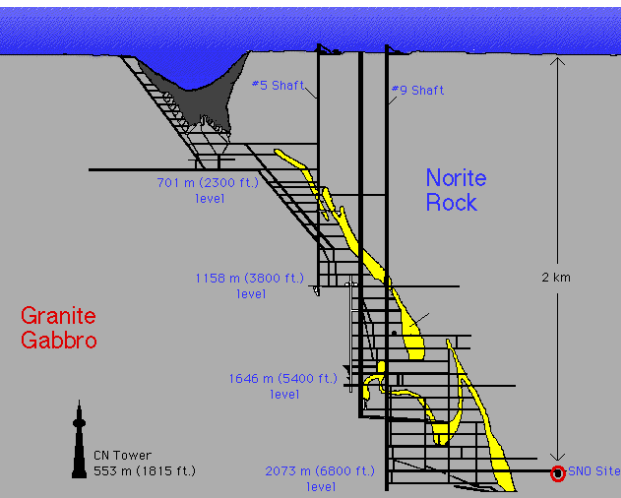 #5 Shaft
#9 Shaft
701 m (2300 ft.)
level
Norite
Rock
1158 m (3800 ft.)
level
2 km
Granite
Gabbro
1646 m (5400 ft.)
level
CN Tower
553 m (1815 ft.)
2073 m (6800 ft.)
level
SNO Site